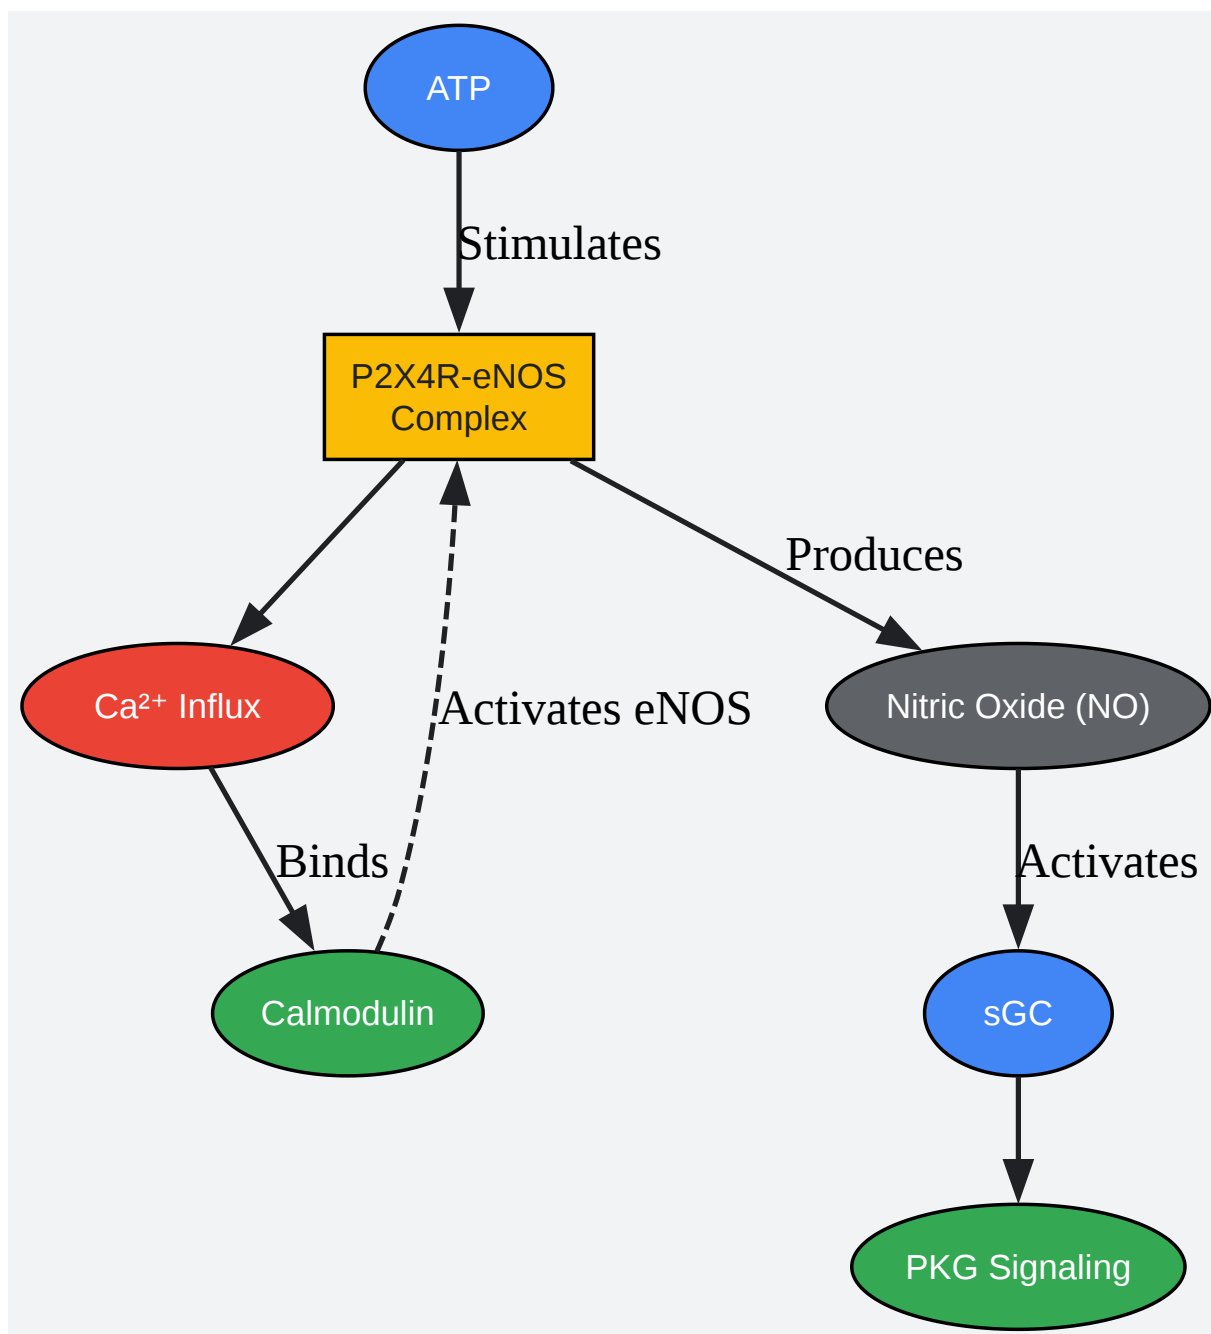 ATP
Stimulates
P2X4R-eNOS
Complex
Produces
Ca²⁺ Influx
Activates eNOS
Nitric Oxide (NO)
Binds
Activates
Calmodulin
sGC
PKG Signaling